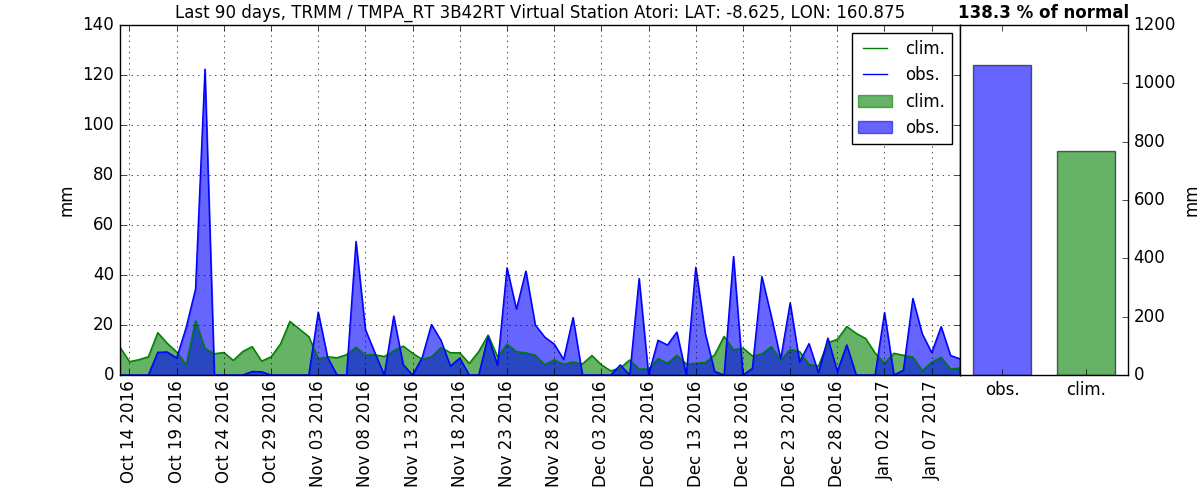 Last 90 days, TRMM / TMPA_RT 3B42RT Virtual Station Atori: LAT: -8.625, LON: 160.875
138.3 % of normal
140
120
100
80
60
40
20
0
mm
clim.
obs.
clim.
obs.
1200
1000
800
600
400
200
0
mm
Oct 14 2016
Oct 19 2016
Oct 24 2016
Oct 29 2016
Nov 03 2016
Nov 08 2016
Nov 13 2016
Nov 18 2016
Nov 23 2016
Nov 28 2016
Dec 03 2016
Dec 08 2016
Dec 13 2016
Dec 18 2016
Dec 23 2016
Dec 28 2016
Jan 02 2017
Jan 07 2017
obs.
clim.